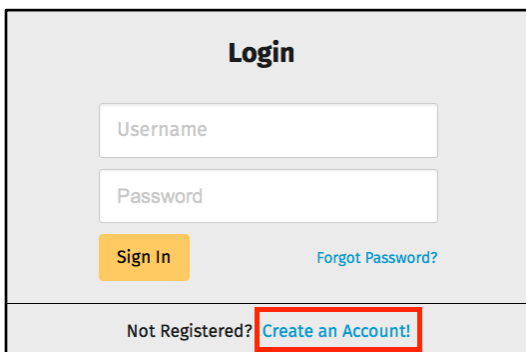 Login
Username
Password
Sign In Forgot Password?
Not Registered? Create an Account!